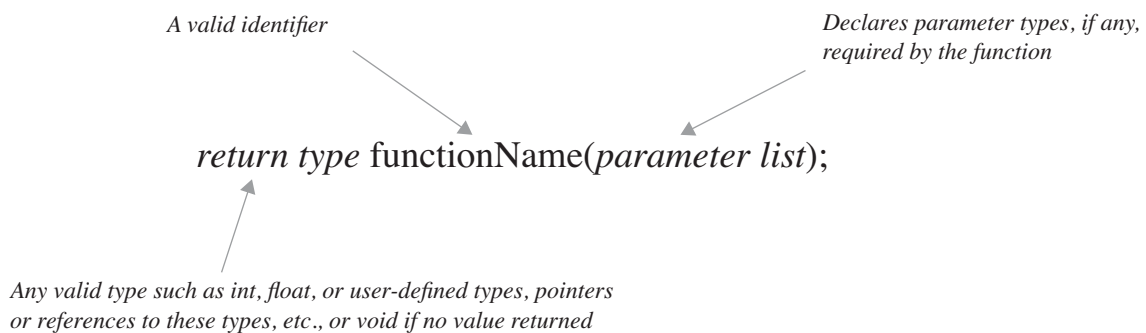 A valid identifier
Declares parameter types, if any,
required by the function
return type functionName(parameter list);
Any valid type such as int, float, or user-defined types, pointers
or references to these types, etc., or void if no value returned